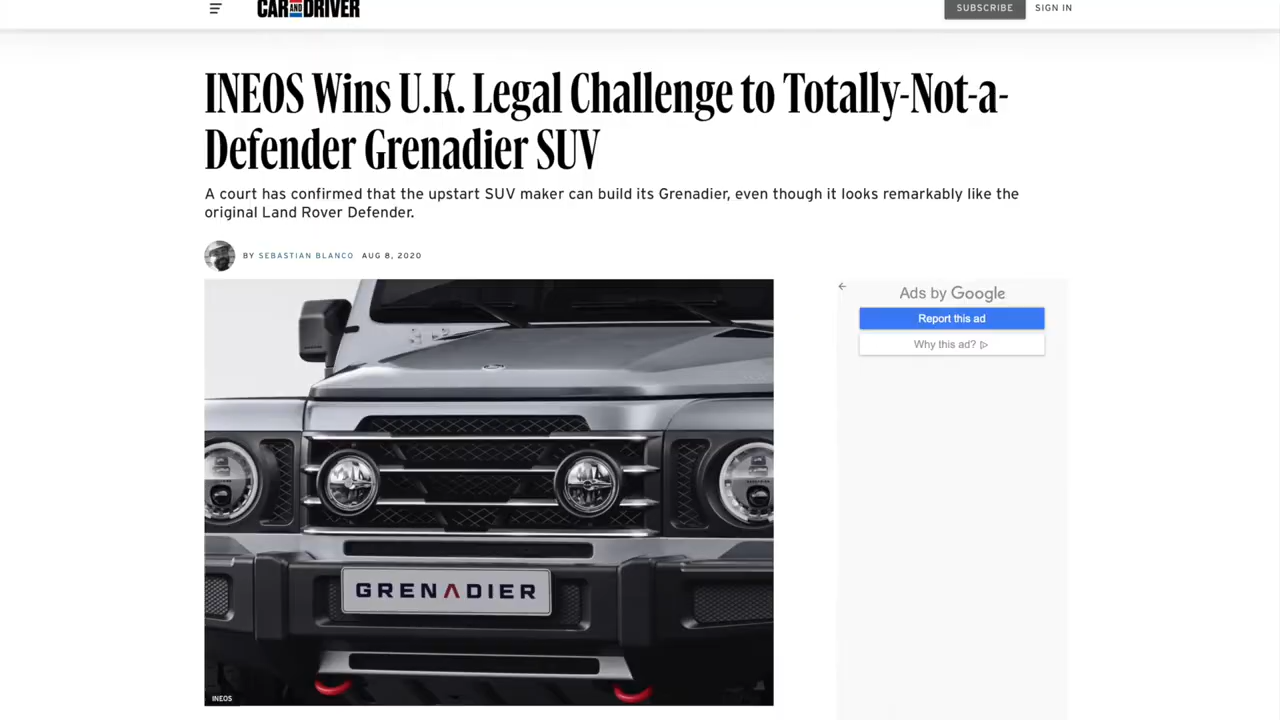 CAR AND DRIVER
SUBSCRIBE
SIGN IN
INEOS Wins U.K. Legal Challenge to Totally-Not-a-
Defender Grenadier SUV
A court has confirmed that the upstart SUV maker can build its Grenadier, even though it looks remarkably like the
original Land Rover Defender.
BY SEBASTIAN BLANCO AUG 8, 2020
GRENADIER
INEOS
Ads by Google
Report this ad
Why this ad?